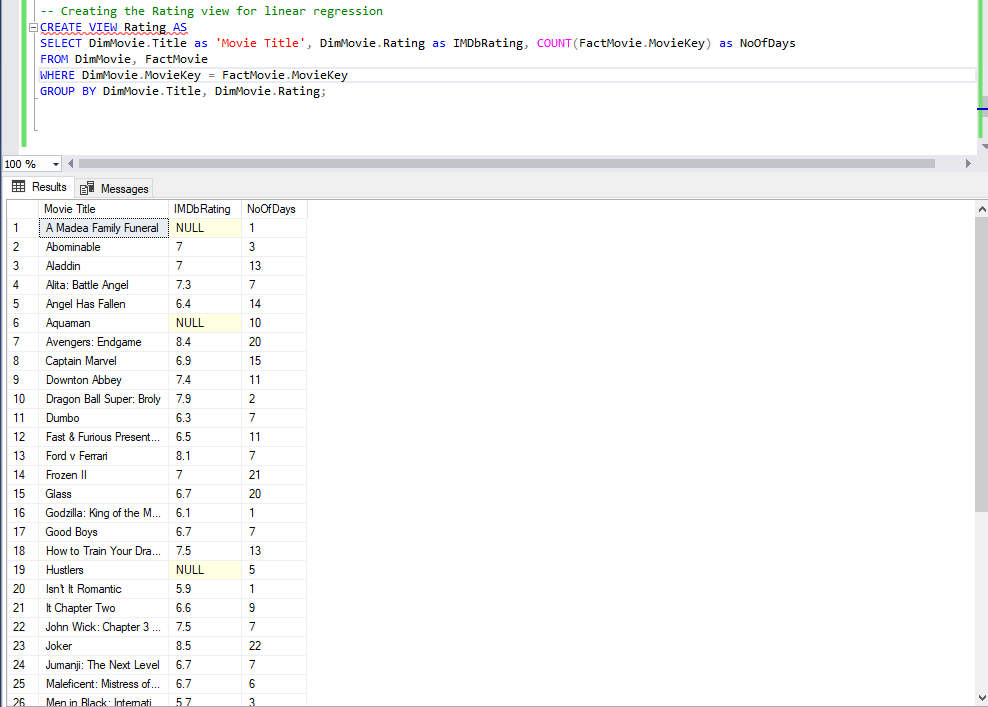 -- Creating the Rating view for linear regression
CREATE VIEW Rating AS
SELECT DimMovie.Title as 'Movie Title', DimMovie.Rating as IMDbRating, COUNT(FactMovie.MovieKey) as NoOfDays
FROM DimMovie, FactMovie
WHERE DimMovie.MovieKey = FactMovie.MovieKey
GROUP BY DimMovie.Title, DimMovie.Rating;
100 %
Results Messages
Movie Title IMDbRating NoOfDays
1 A Madea Family Funeral NULL 1
2 Abominable 7 3
3 Aladdin 7 13
4 Alita: Battle Angel 7.3 7
5 Angel Has Fallen 6.4 14
6 Aquaman NULL 10
7 Avengers: Endgame 8.4 20
8 Captain Marvel 6.9 15
9 Downton Abbey 7.4 11
10 Dragon Ball Super: Broly 7.9 2
11 Dumbo 6.3 7
12 Fast & Furious Present... 6.5 11
13 Ford v Ferrari 8.1 7
14 Frozen II 7 21
15 Glass 6.7 20
16 Godzilla: King of the M... 6.1 1
17 Good Boys 6.7 7
18 How to Train Your Dra... 7.5 13
19 Hustlers NULL 5
20 Isn't It Romantic 5.9 1
21 It Chapter Two 6.6 9
22 John Wick: Chapter 3 ... 7.5 7
23 Joker 8.5 22
24 Jumanji: The Next Level 6.7 7
25 Maleficent: Mistress of... 6.7 6
26 Men in Black: Internati... 5.7 3